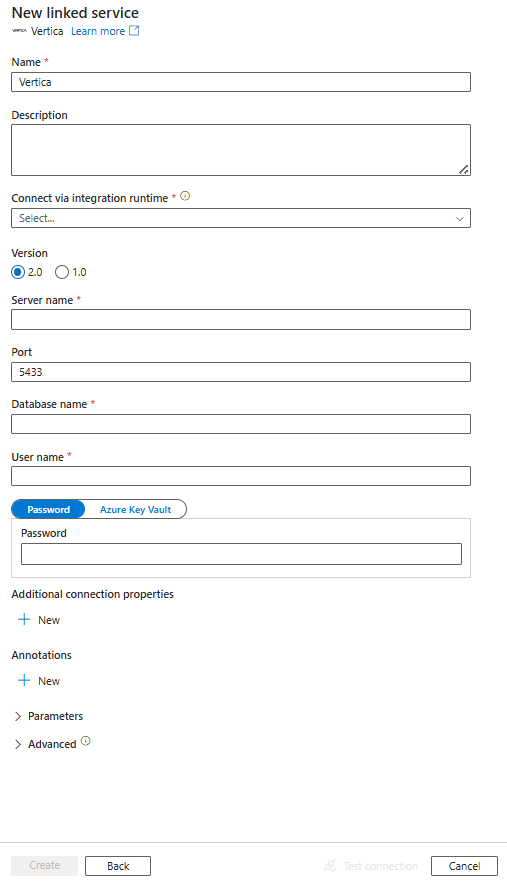 New linked service
VERTICA Vertica Learn more
Name *
Vertica
Description
Connect via integration runtime *
Select...
Version
2.0 1.0
Server name *
Port
5433
Database name *
User name *
Password Azure Key Vault
Password
Additional connection properties
New
Annotations
New
Parameters
Advanced
Create Back Test connection Cancel